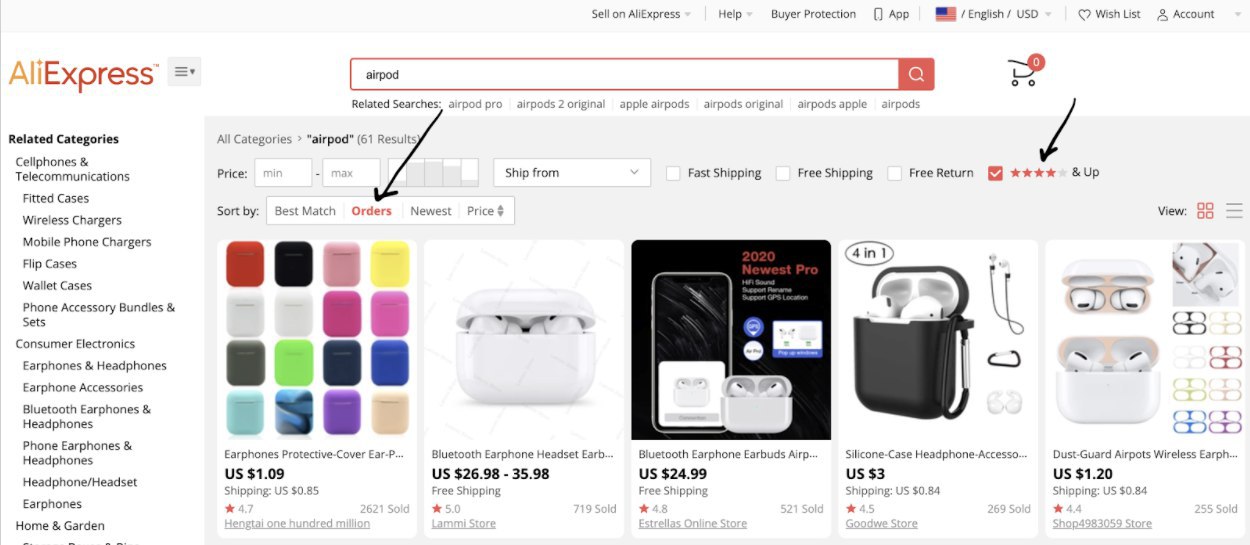 Sell on AliExpress
Help
Buyer Protection
App
/ English / USD
Wish List
Account
AliExpress™
airpod
0
Related Searches: airpod pro airpods 2 original apple airpods airpods original airpods apple airpods
Related Categories
Cellphones &
Telecommunications
Fitted Cases
Wireless Chargers
Mobile Phone Chargers
Flip Cases
Wallet Cases
Phone Accessory Bundles &
Sets
Consumer Electronics
Earphones & Headphones
Earphone Accessories
Bluetooth Earphones &
Headphones
Phone Earphones &
Headphones
Headphone/Headset
Earphones
Home & Garden
All Categories > "airpod" (61 Results)
Price: min - max
Ship from
Fast Shipping
Free Shipping
Free Return
& Up
Sort by: Best Match Orders Newest Price
View:
Earphones Protective-Cover Ear-P...
US $1.09
Shipping: US $0.85
4.7 2621 Sold
Hengtai one hundred million
Bluetooth Earphone Headset Earb...
US $26.98 - 35.98
Free Shipping
5.0 719 Sold
Lammi Store
2020
Newest Pro
HiFi Sound
Support Rename
Support GPS Location
GPS
Air Pro
Pop up windows
Connection
Bluetooth Earphone Earbuds Airp...
US $24.99
Free Shipping
4.8 521 Sold
Estrellas Online Store
4 in 1
Silicone-Case Headphone-Accesso...
US $3
Shipping: US $0.84
4.5 269 Sold
Goodwe Store
Dust-Guard Airpots Wireless Earph...
US $1.20
Shipping: US $0.84
4.4 255 Sold
Shop4983059 Store